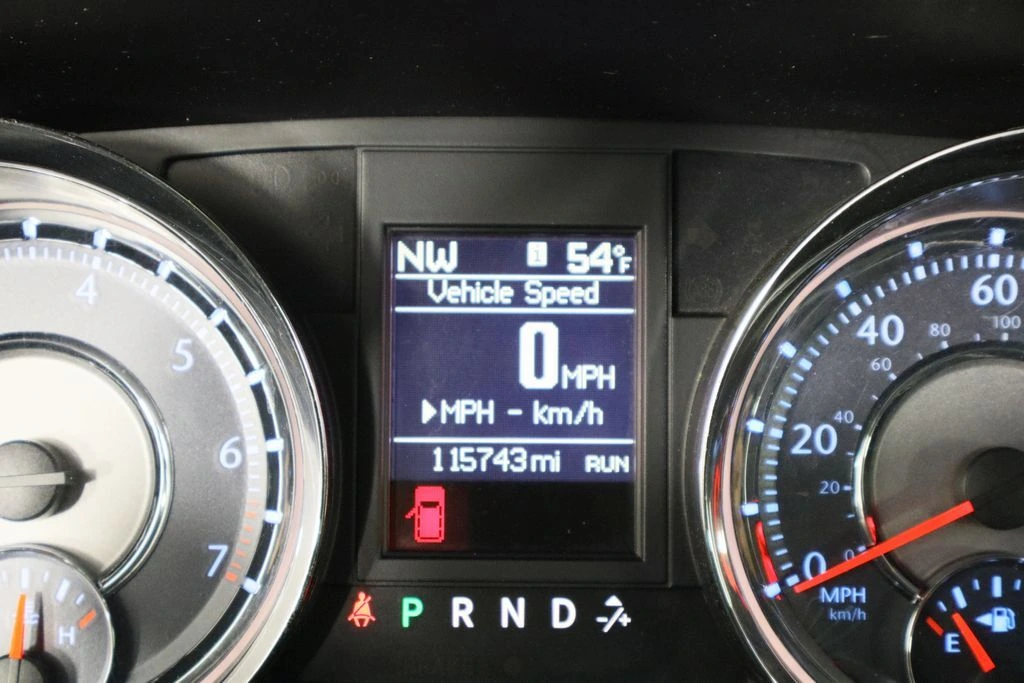 NW 1 54°F
Vehicle Speed
0 MPH
▶MPH - km/h
115743 mi RUN
P R N D
4
5
6
7
H
60
40
20
0
100
80
60
40
20
0
MPH
km/h
E